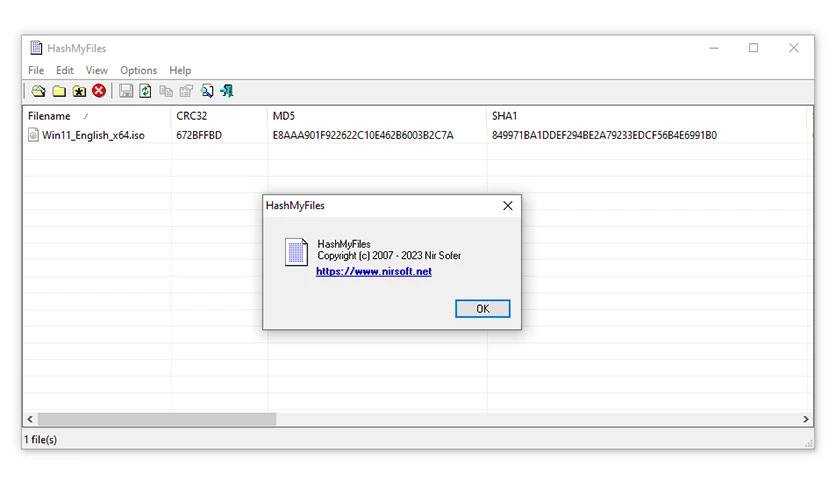 HashMyFiles
File Edit View Options Help
Filename CRC32 MD5 SHA1
Win11_English_x64.iso 672BFFBD E8AAA901F922622C10E462B6003B2C7A 849971BA1DDEF294BE2A79233EDCF56B4E6991B0
HashMyFiles
HashMyFiles
Copyright (c) 2007 - 2023 Nir Sofer
https://www.nirsoft.net
OK
1 file(s)